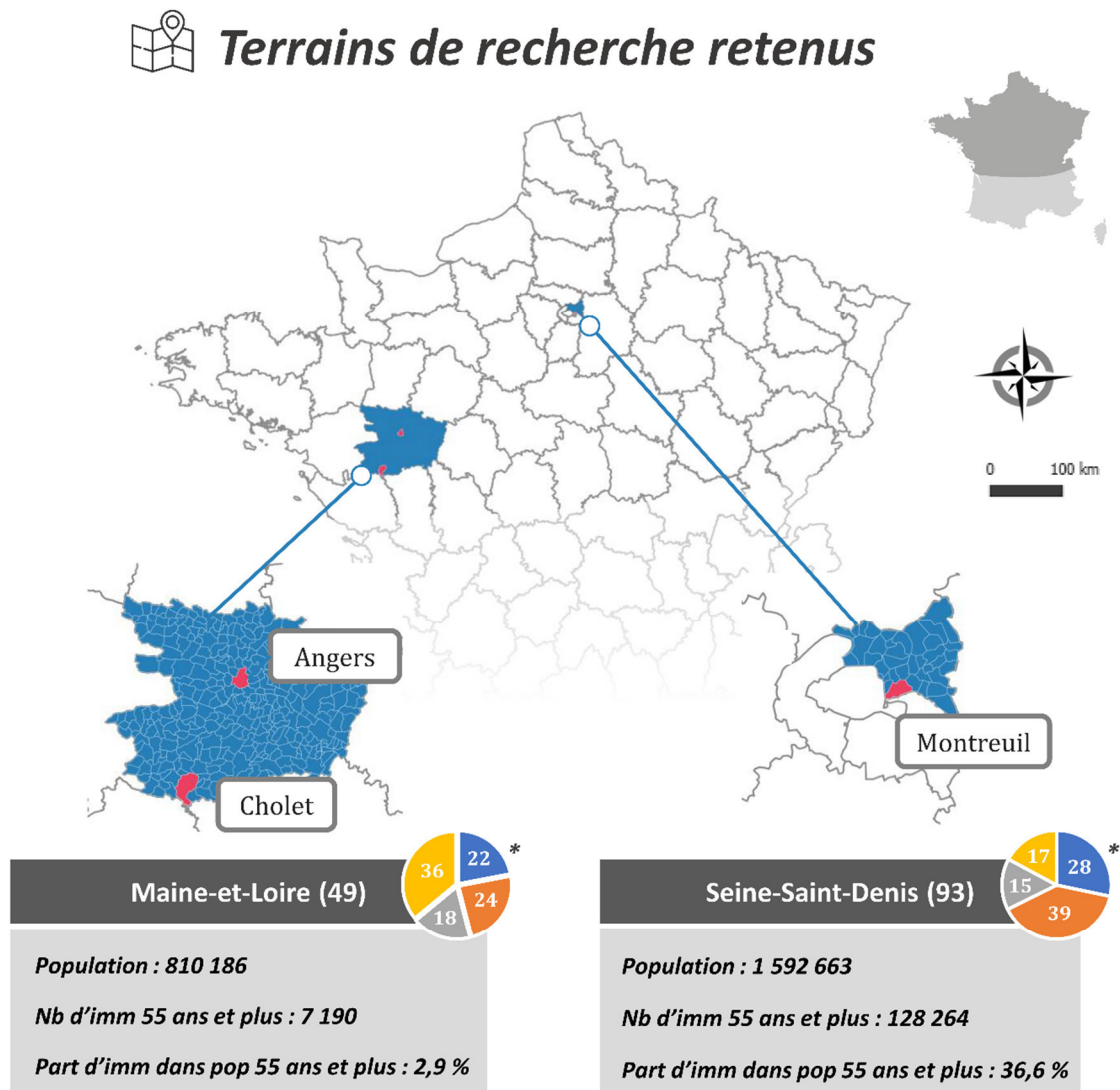 Terrains de recherche retenus
0 100 km
Angers
Cholet
Montreuil
Maine-et-Loire (49)
36 22 *
18 24
Population : 810 186
Nb d'imm 55 ans et plus : 7 190
Part d'imm dans pop 55 ans et plus : 2,9 %
Seine-Saint-Denis (93)
17 28 *
15
39
Population : 1 592 663
Nb d'imm 55 ans et plus : 128 264
Part d'imm dans pop 55 ans et plus : 36,6 %